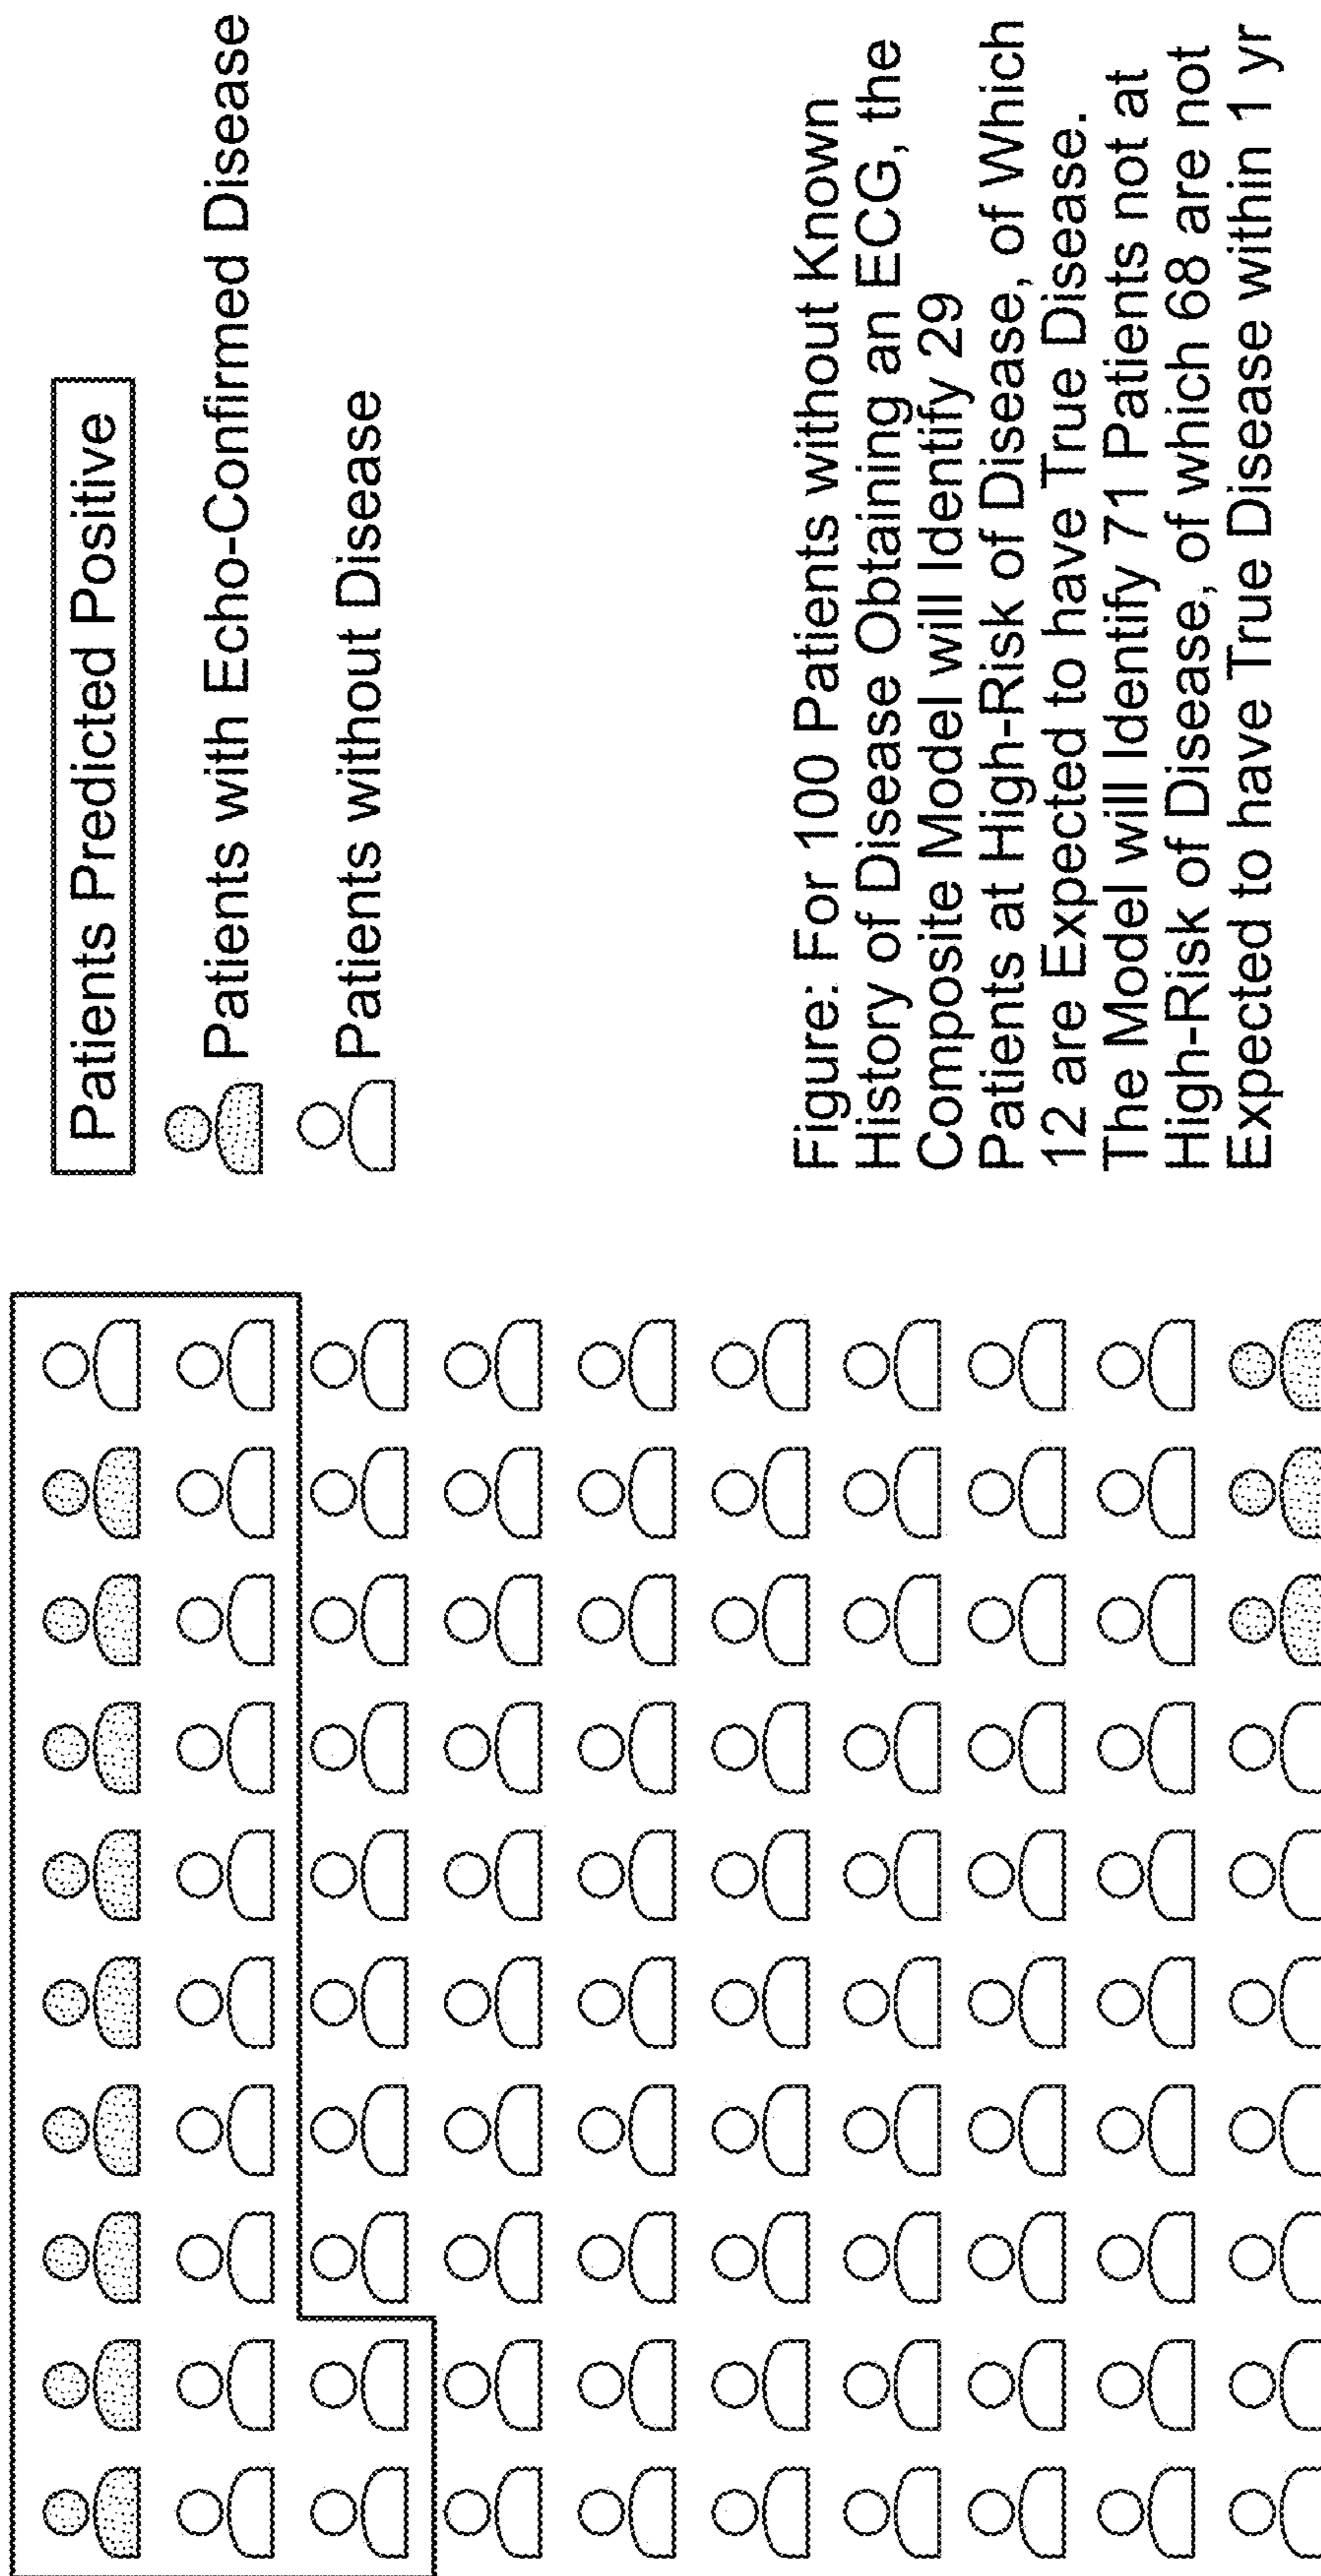 Patients Predicted Positive
Patients with Echo-Confirmed Disease
Patients without Disease
Figure: For 100 Patients without Known
History of Disease Obtaining an ECG, the
Composite Model will Identify 29
Patients at High-Risk of Disease, of Which
12 are Expected to have True Disease.
The Model will Identify 71 Patients not at
High-Risk of Disease, of which 68 are not
Expected to have True Disease within 1 yr